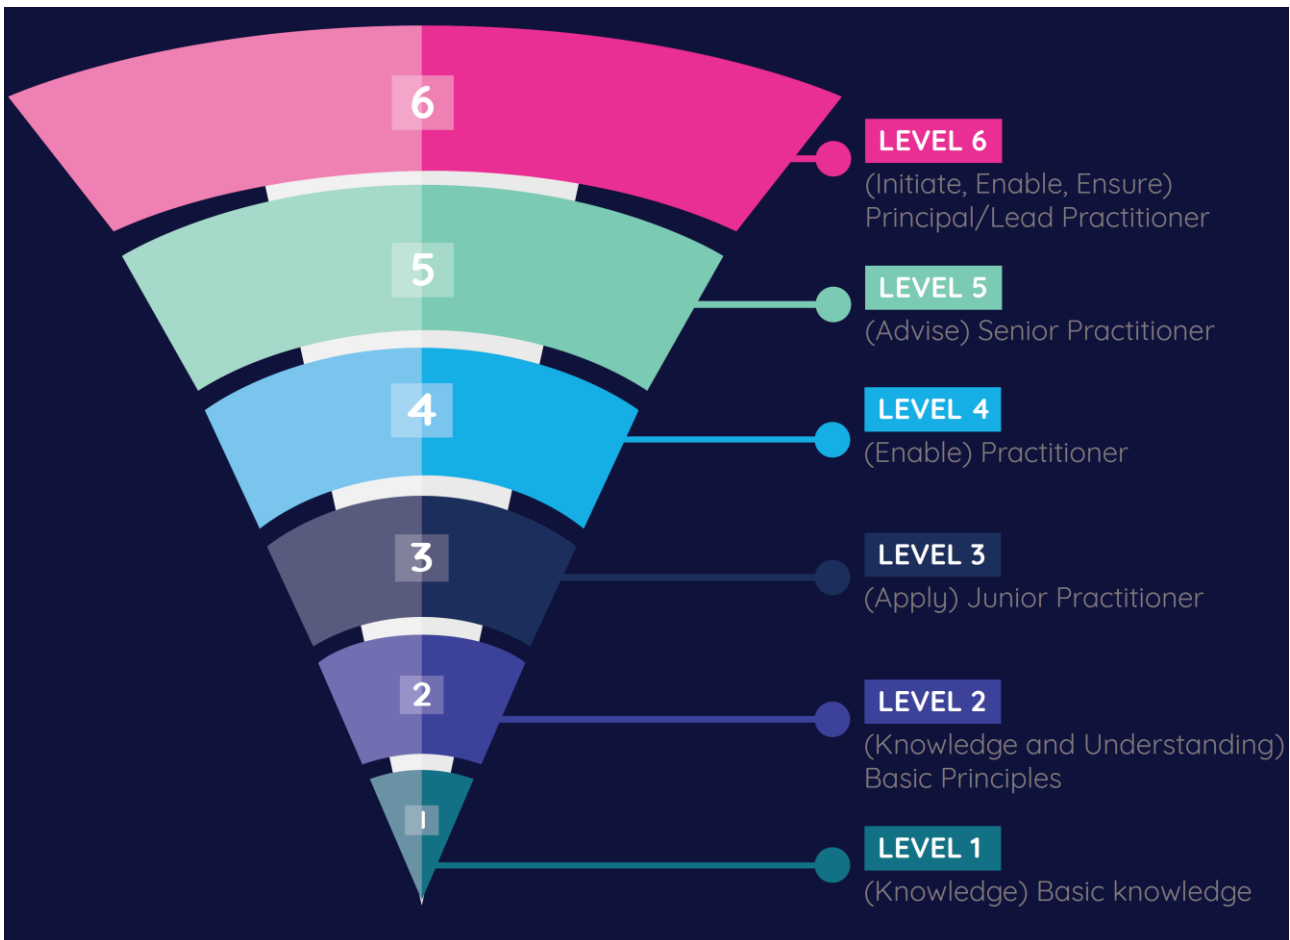 6
LEVEL 6
(Initiate, Enable, Ensure)
Principal/Lead Practitioner
5
LEVEL 5
(Advise) Senior Practitioner
4
LEVEL 4
(Enable) Practitioner
3
LEVEL 3
(Apply) Junior Practitioner
2
LEVEL 2
(Knowledge and Understanding)
Basic Principles
1
LEVEL 1
(Knowledge) Basic knowledge